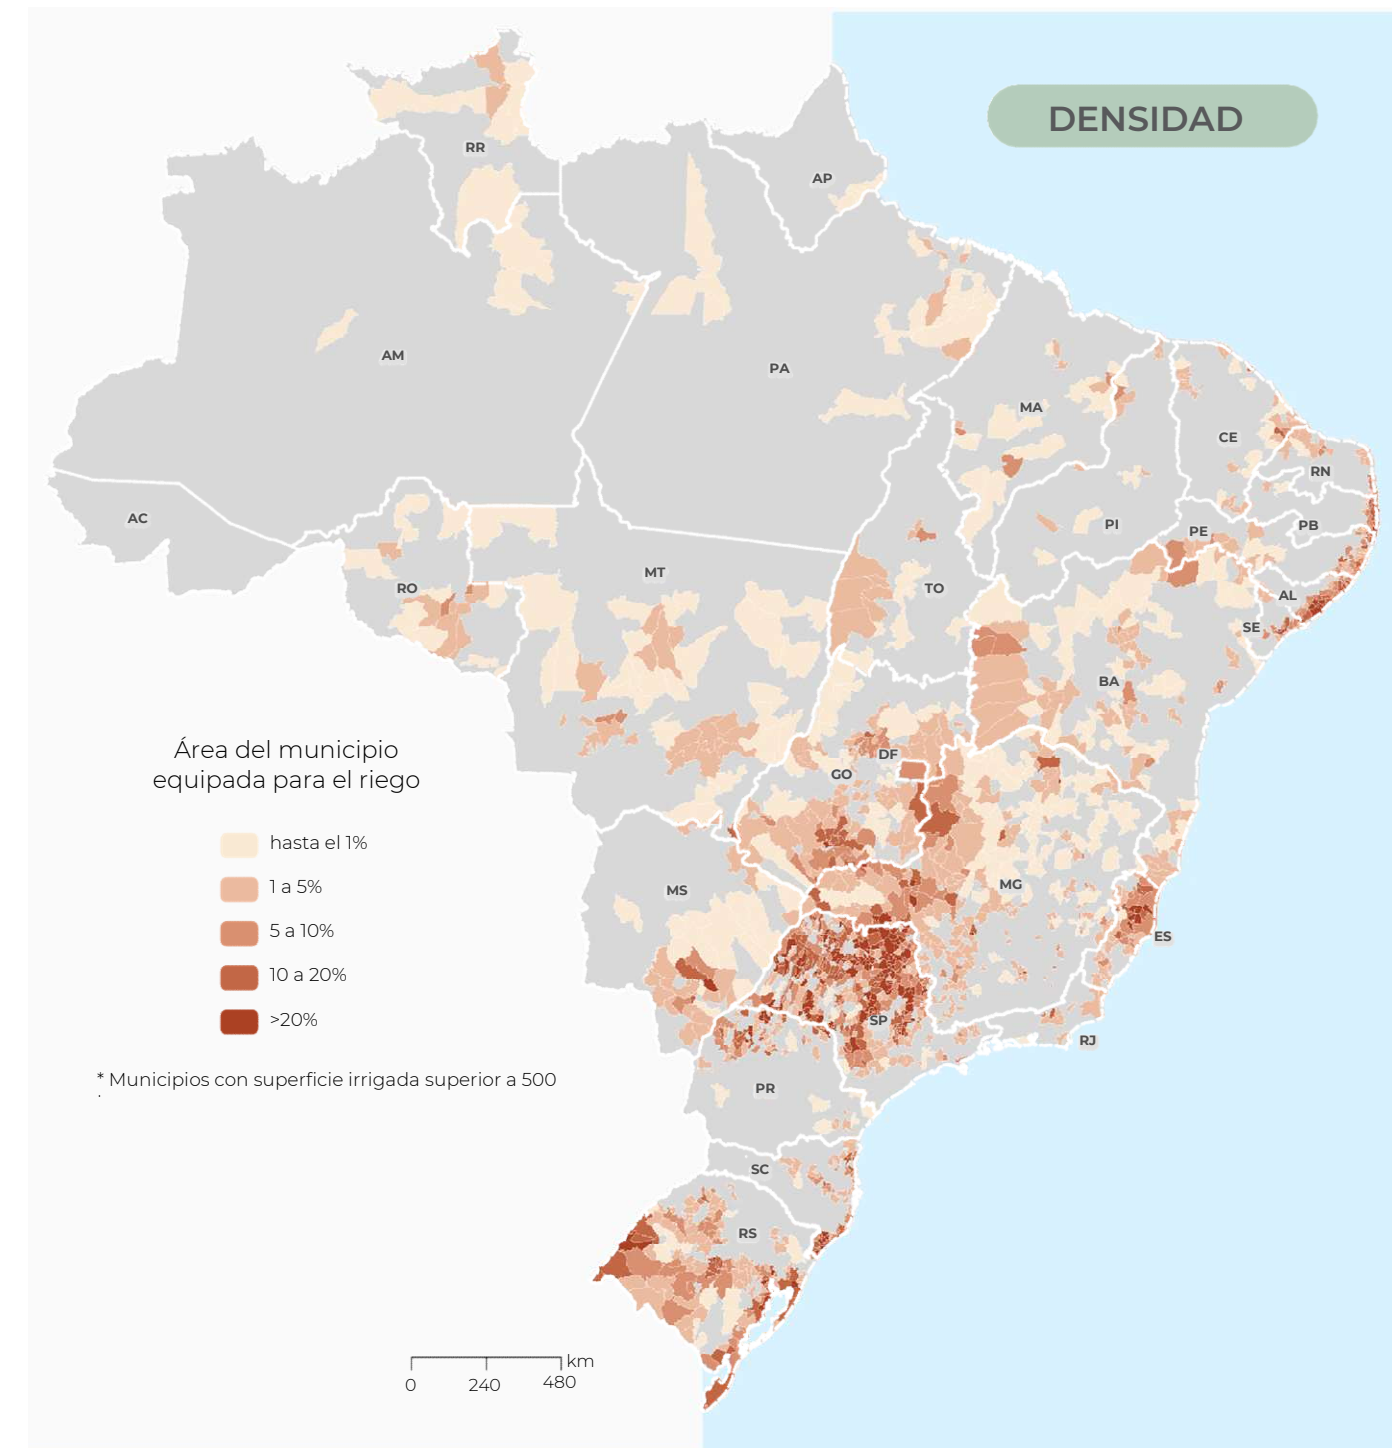 DENSIDAD
RR
AP
AM
PA
MA
CE
RN
AC
PI
PE
PB
MT
RO
TO
AL
SE
BA
DF
GO
MS
MG
ES
SP
RJ
PR
SC
RS
Área del municipio
equipada para el riego
hasta el 1%
1 a 5%
5 a 10%
10 a 20%
>20%
* Municipios con superficie irrigada superior a 500
.
km
0 240 480